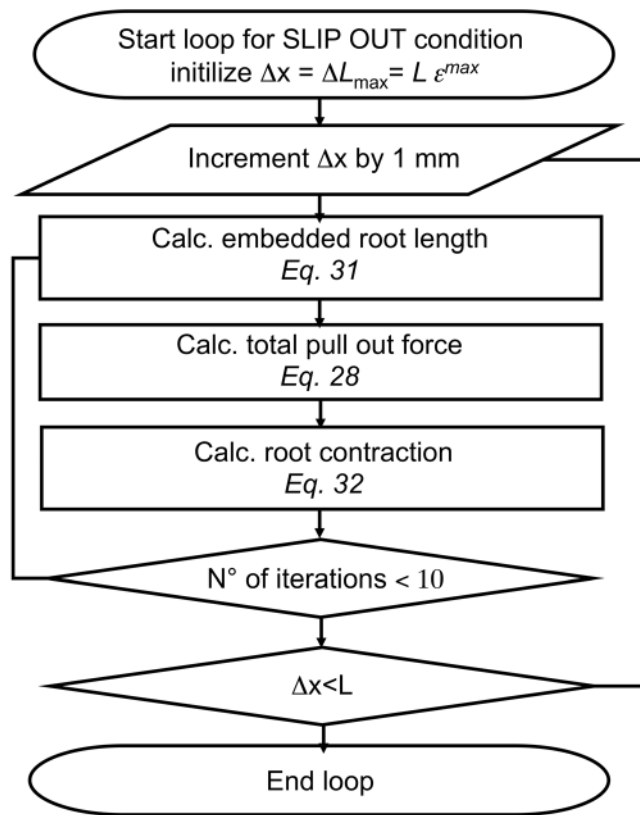 Start loop for SLIP OUT condition
initilize Δx = ΔLmax= L εmax
Increment Δx by 1 mm
Calc. embedded root length
Eq. 31
Calc. total pull out force
Eq. 28
Calc. root contraction
Eq. 32
N° of iterations < 10
Δx<L
End loop